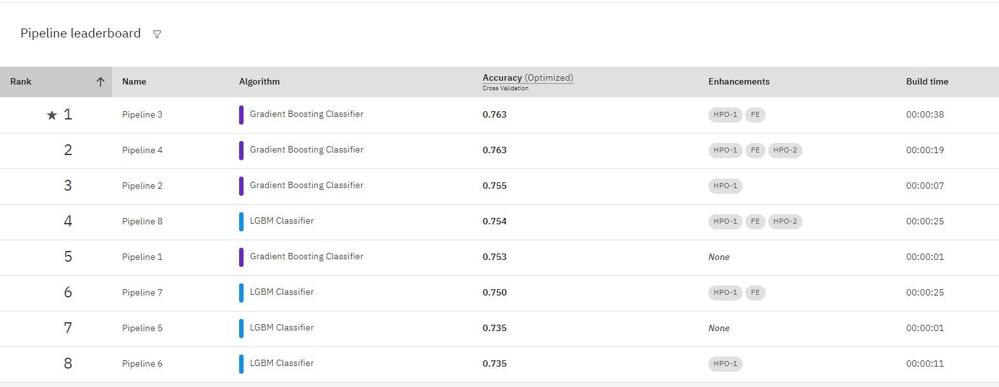 Pipeline leaderboard
Rank Name Algorithm Accuracy (Optimized) Enhancements Build time
Cross Validation
1 Pipeline 3 Gradient Boosting Classifier 0.763 HPO-1 FE 00:00:38
2 Pipeline 4 Gradient Boosting Classifier 0.763 HPO-1 FE HPO-2 00:00:19
3 Pipeline 2 Gradient Boosting Classifier 0.755 HPO-1 00:00:07
4 Pipeline 8 LGBM Classifier 0.754 HPO-1 FE HPO-2 00:00:25
5 Pipeline 1 Gradient Boosting Classifier 0.753 None 00:00:01
6 Pipeline 7 LGBM Classifier 0.750 HPO-1 FE 00:00:25
7 Pipeline 5 LGBM Classifier 0.735 None 00:00:01
8 Pipeline 6 LGBM Classifier 0.735 HPO-1 00:00:11